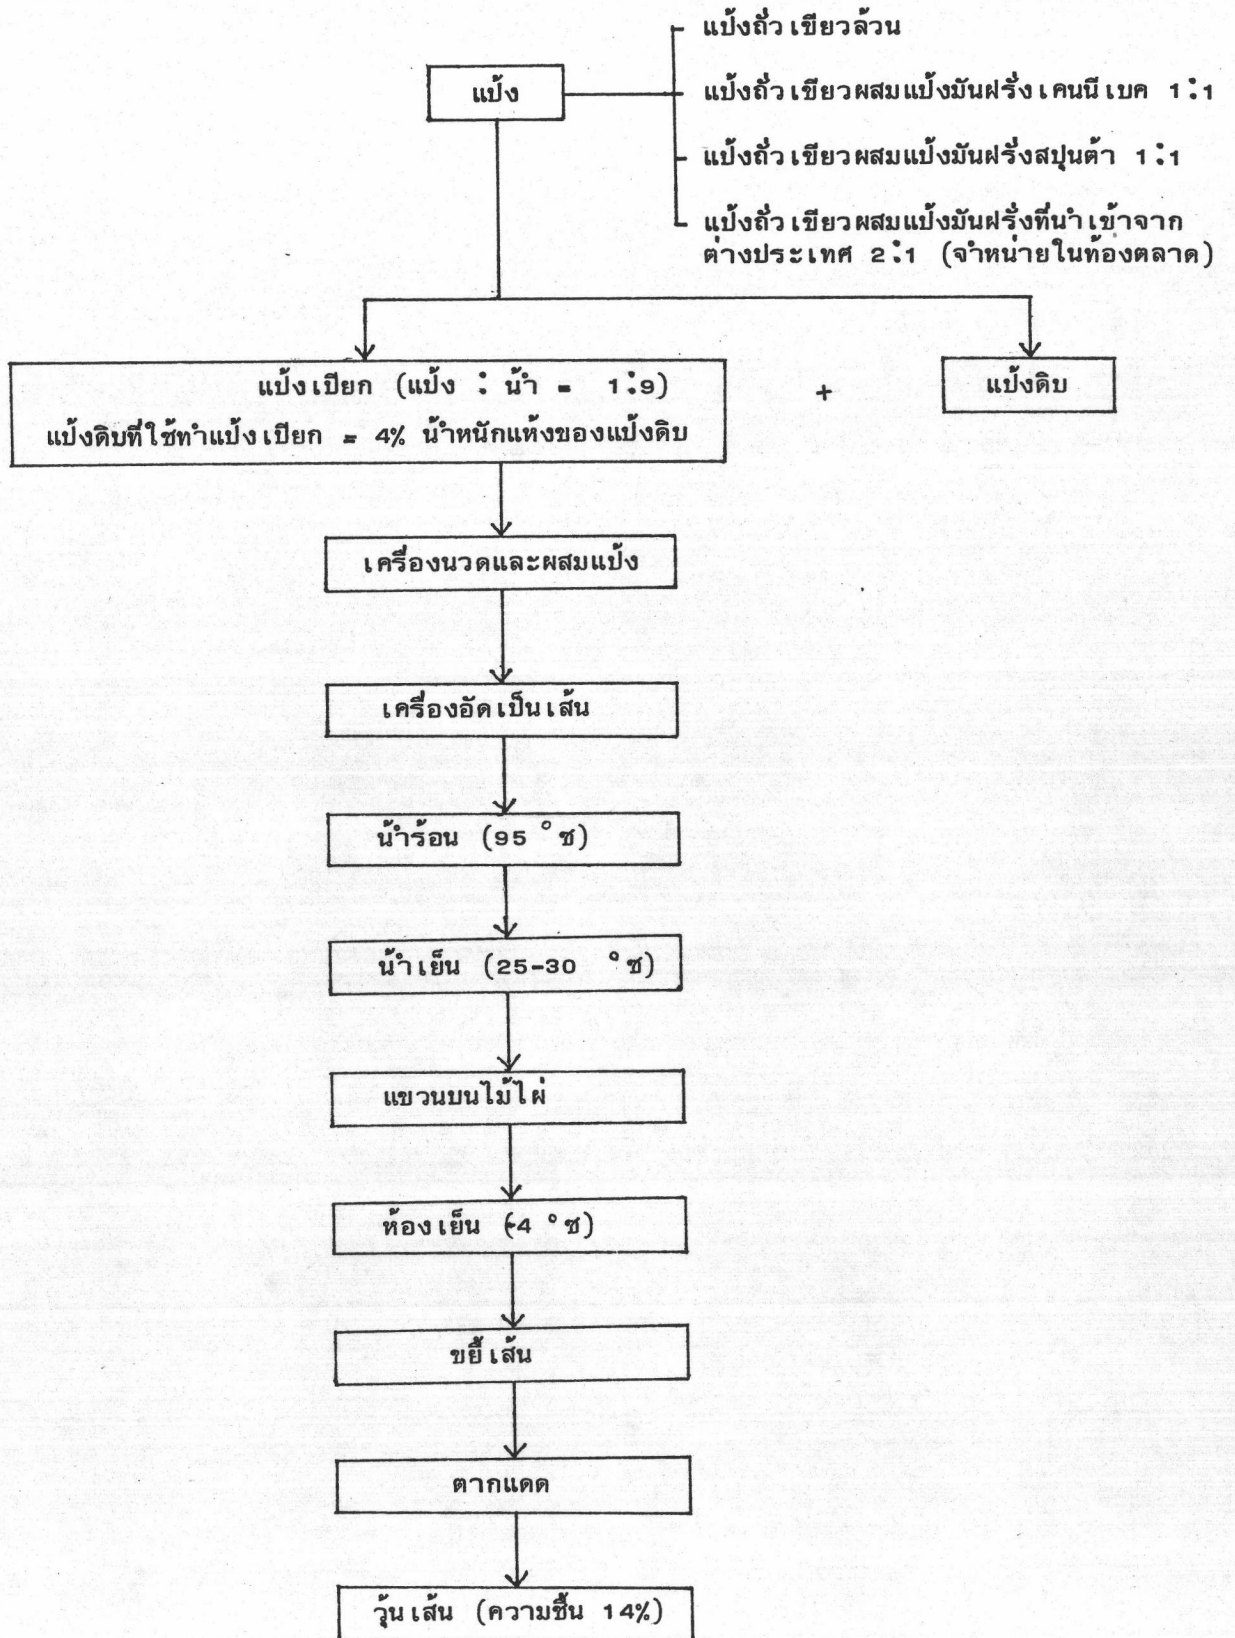 แป้งถั่วเขียวล้วน
แป้ง
แป้งถั่วเขียวผสมแป้งมันฝรั่งเคนนีเบค 1:1
แป้งถั่วเขียวผสมแป้งมันฝรั่งสปุนต้า 1:1
แป้งถั่วเขียวผสมแป้งมันฝรั่งที่นำเข้าจาก
ต่างประเทศ 2:1 (จำหน่ายในท้องตลาด)
แป้งเปียก (แป้ง : น้ำ = 1:9)
แป้งดิบที่ใช้ทำแป้งเปียก = 4% น้ำหนักแห้งของแป้งดิบ
+
แป้งดิบ
เครื่องนวดและผสมแป้ง
เครื่องอัดเป็นเส้น
น้ำร้อน (95 °ซ)
น้ำเย็น (25-30 °ซ)
แขวนบนไม้ไผ่
ห้องเย็น (-4 °ซ)
ขยี้เส้น
ตากแดด
วุ้นเส้น (ความชื้น 14%)